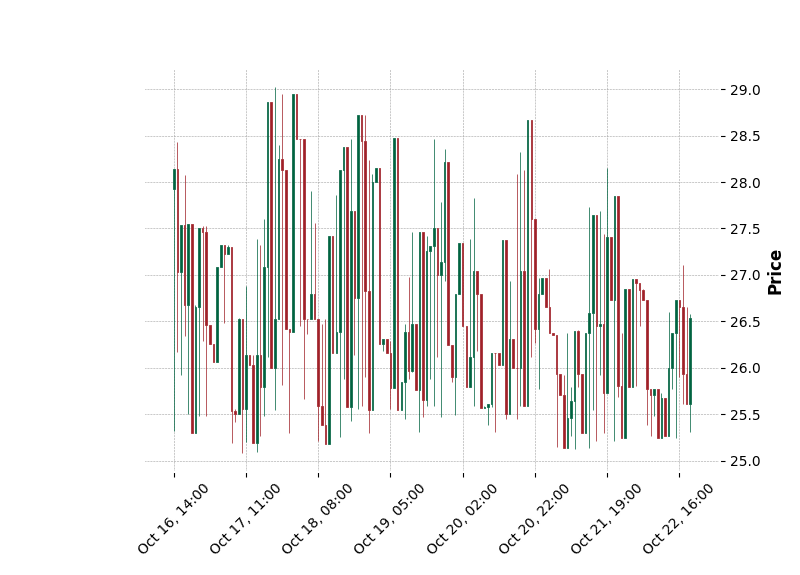 29.0
28.5
28.0
27.5
27.0
26.5
26.0
25.5
25.0
Price
Oct 16, 14:00
Oct 17, 11:00
Oct 18, 08:00
Oct 19, 05:00
Oct 20, 02:00
Oct 20, 22:00
Oct 21, 19:00
Oct 22, 16:00